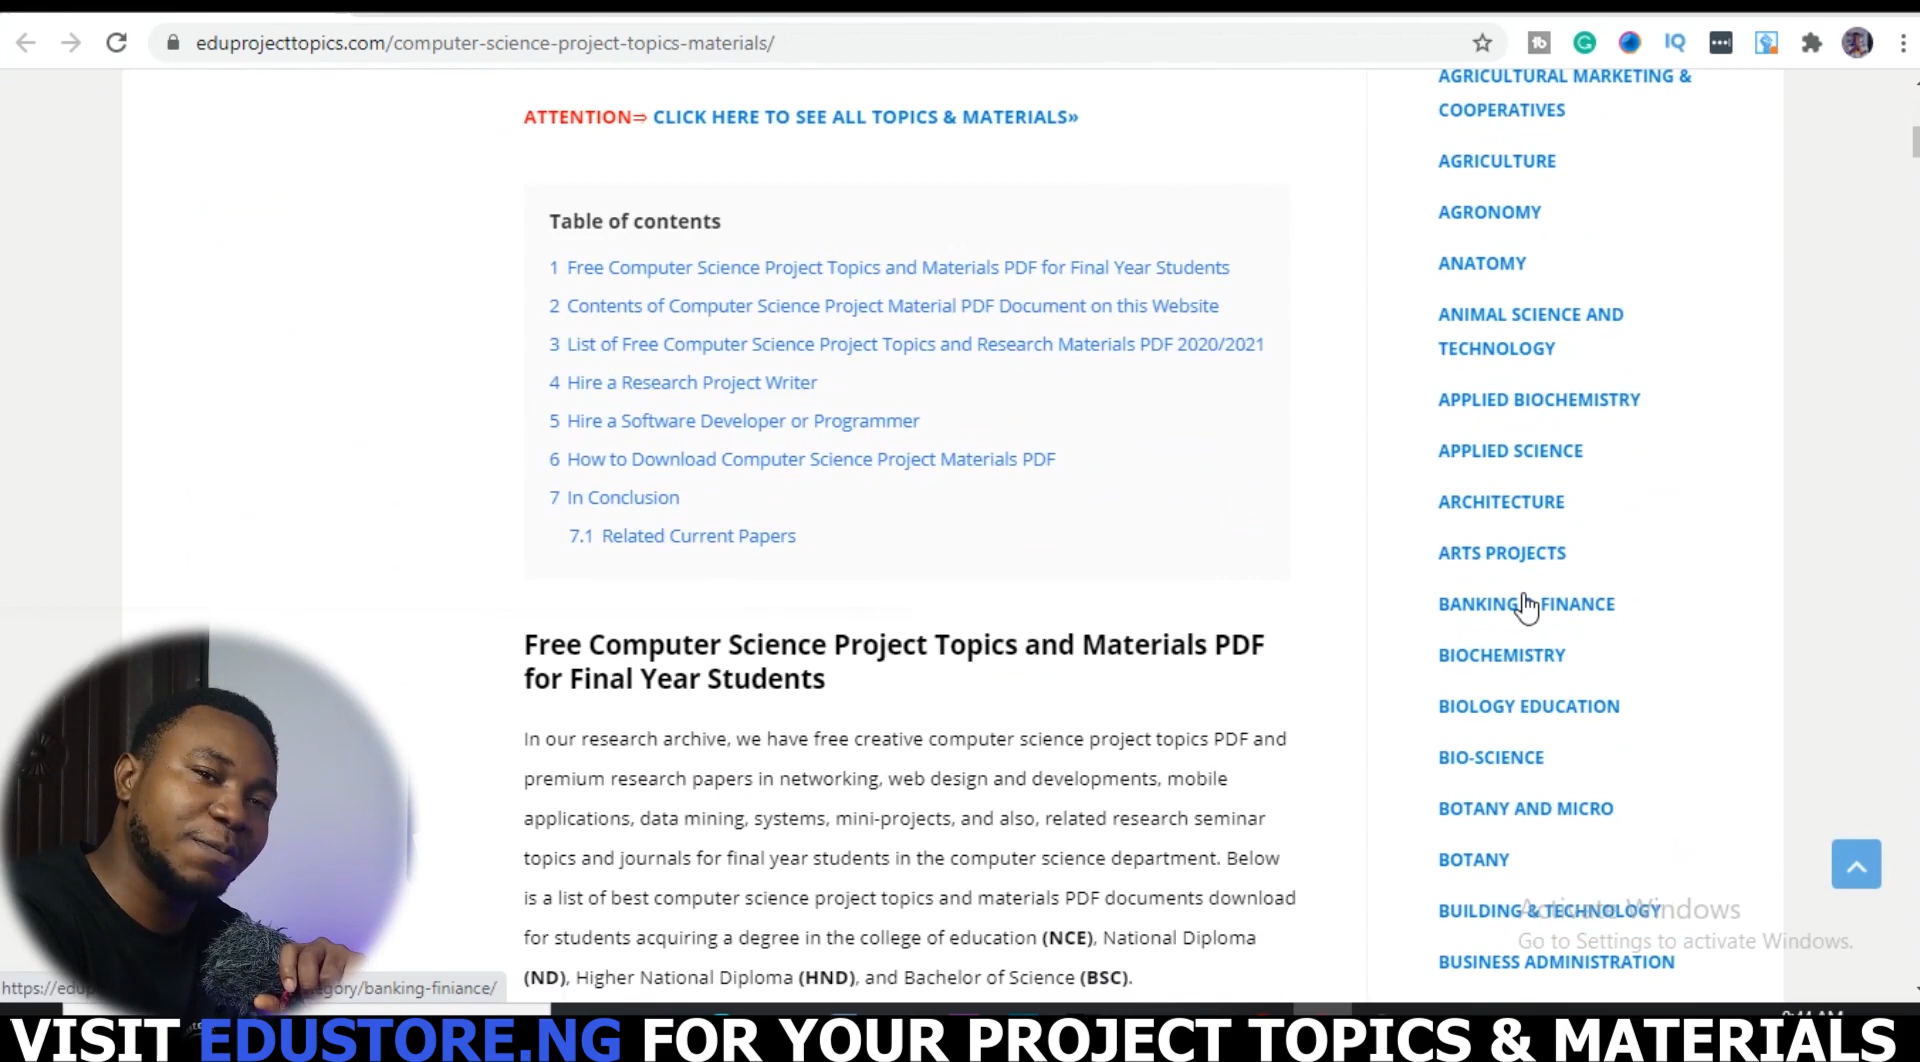 eduprojecttopics.com/computer-science-project-topics-materials/
ATTENTION⇒ CLICK HERE TO SEE ALL TOPICS & MATERIALS»
Table of contents
1 Free Computer Science Project Topics and Materials PDF for Final Year Students
2 Contents of Computer Science Project Material PDF Document on this Website
3 List of Free Computer Science Project Topics and Research Materials PDF 2020/2021
4 Hire a Research Project Writer
5 Hire a Software Developer or Programmer
6 How to Download Computer Science Project Materials PDF
7 In Conclusion
7.1 Related Current Papers
Free Computer Science Project Topics and Materials PDF
for Final Year Students
In our research archive, we have free creative computer science project topics PDF and
premium research papers in networking, web design and developments, mobile
applications, data mining, systems, mini-projects, and also, related research seminar
topics and journals for final year students in the computer science department. Below
is a list of best computer science project topics and materials PDF documents download
for students acquiring a degree in the college of education (NCE), National Diploma
(ND), Higher National Diploma (HND), and Bachelor of Science (BSC).
AGRICULTURAL MARKETING &
COOPERATIVES
AGRICULTURE
AGRONOMY
ANATOMY
ANIMAL SCIENCE AND
TECHNOLOGY
APPLIED BIOCHEMISTRY
APPLIED SCIENCE
ARCHITECTURE
ARTS PROJECTS
BANKING FINANCE
BIOCHEMISTRY
BIOLOGY EDUCATION
BIO-SCIENCE
BOTANY AND MICRO
BOTANY
BUILDING & TECHNOLOGY
BUSINESS ADMINISTRATION
Activate Windows
Go to Settings to activate Windows.
VISIT EDUSTORE.NG FOR YOUR PROJECT TOPICS & MATERIALS